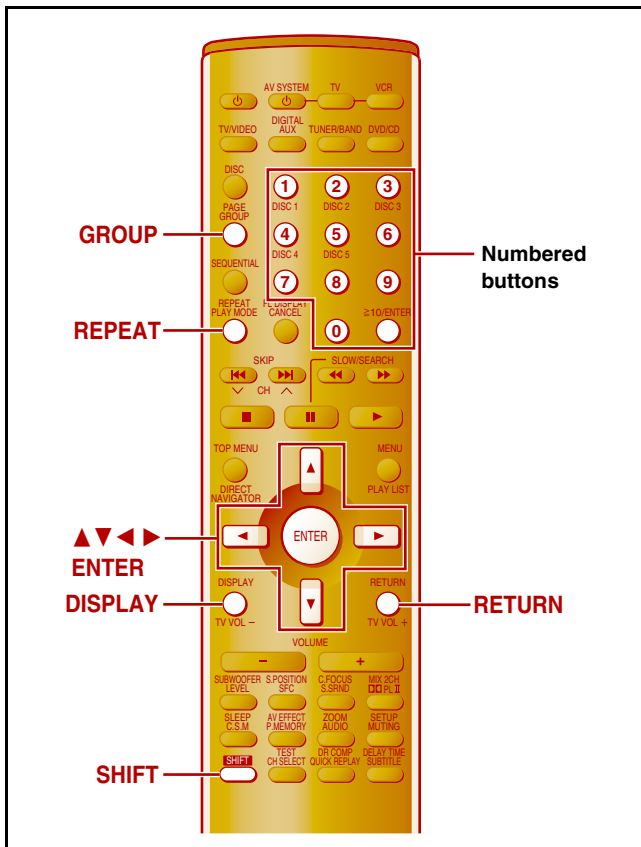 AV SYSTEM TV VCR
TV/VIDEO DIGITAL AUX TUNER/BAND DVD/CD
DISC
1 2 3
DISC 1 DISC 2 DISC 3
PAGE
GROUP
GROUP
4 5 6
DISC 4 DISC 5
Numbered
buttons
SEQUENTIAL
7 8 9
REPEAT
PLAY MODE
FL DISPLAY
CANCEL
≧10/ENTER
REPEAT
0
SKIP SLOW/SEARCH
CH
TOP MENU MENU
DIRECT
NAVIGATOR
PLAY LIST
▲▼◀ ▶
ENTER
ENTER
DISPLAY
DISPLAY
TV VOL −
RETURN
TV VOL +
RETURN
VOLUME
− +
SUBWOOFER
LEVEL
S.POSITION
SFC
C.FOCUS
S.SRND
MIX 2CH
PL II
SLEEP
C.S.M
AV EFFECT
P.MEMORY
ZOOM
AUDIO
SETUP
MUTING
SHIFT
SHIFT
TEST
CH SELECT
DR COMP
QUICK REPLAY
DELAY TIME
SUBTITLE